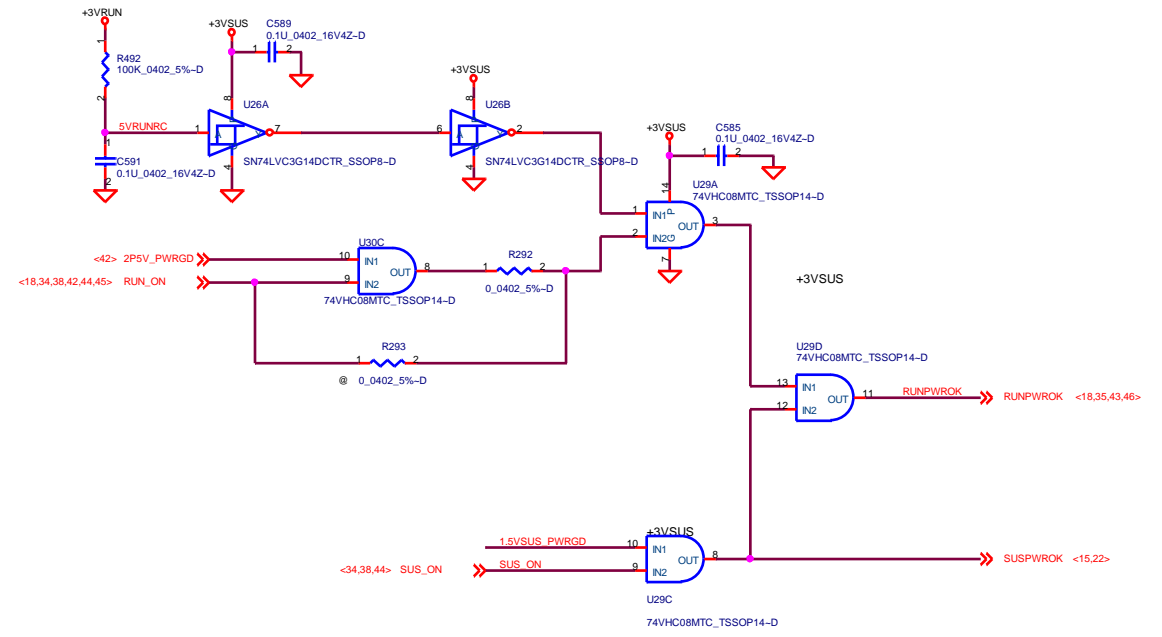 +3VRUN
+3VSUS
C589
0.1U_0402_16V4Z~D
1
2
1
R492
100K_0402_5%~D
2
+3VSUS
8
U26A
8
U26B
5VRUNRC
1
A
Y
7
6
A
Y
2
SN74LVC3G14DCTR_SSOP8~D
SN74LVC3G14DCTR_SSOP8~D
4
4
1
C591
0.1U_0402_16V4Z~D
2
+3VSUS
C585
0.1U_0402_16V4Z~D
1
2
14
U29A
74VHC08MTC_TSSOP14~D
1
IN1
P
OUT
3
2
IN2
G
7
U30C
<42> 2P5V_PWRGD
10
IN1
OUT
8
<18,34,38,42,44,45> RUN_ON
9
IN2
74VHC08MTC_TSSOP14~D
R292
1
2
0_0402_5%~D
R293
1
2
@ 0_0402_5%~D
+3VSUS
U29D
74VHC08MTC_TSSOP14~D
13
IN1
OUT
11
RUNPWROK
RUNPWROK <18,35,43,46>
12
IN2
+3VSUS
1.5VSUS_PWRGD
10
IN1
OUT
8
SUSPWROK <15,22>
<34,38,44> SUS_ON
SUS_ON
9
IN2
U29C
74VHC08MTC_TSSOP14~D